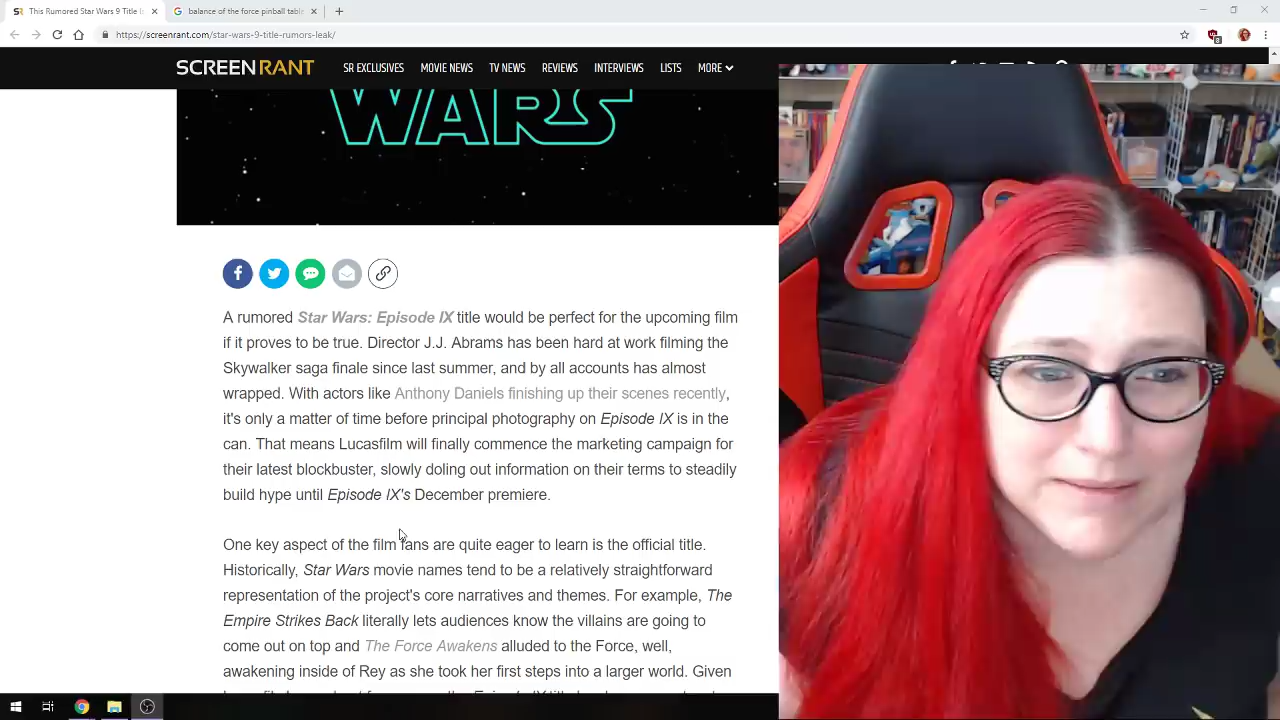 This Rumored Star Wars 9 Title I
balance of the force pinball tabl
https://screenrant.com/star-wars-9-title-rumors-leak/
8
SCREENRANT
SR EXCLUSIVES
MOVIE NEWS
TV NEWS
REVIEWS
INTERVIEWS
LISTS
MORE
WARS
A rumored Star Wars: Episode IX title would be perfect for the upcoming film
if it proves to be true. Director J.J. Abrams has been hard at work filming the
Skywalker saga finale since last summer, and by all accounts has almost
wrapped. With actors like Anthony Daniels finishing up their scenes recently,
it's only a matter of time before principal photography on Episode IX is in the
can. That means Lucasfilm will finally commence the marketing campaign for
their latest blockbuster, slowly doling out information on their terms to steadily
build hype until Episode IX's December premiere.
One key aspect of the film fans are quite eager to learn is the official title.
Historically, Star Wars movie names tend to be a relatively straightforward
representation of the project's core narratives and themes. For example, The
Empire Strikes Back literally lets audiences know the villains are going to
come out on top and The Force Awakens alluded to the Force, well,
awakening inside of Rey as she took her first steps into a larger world. Given